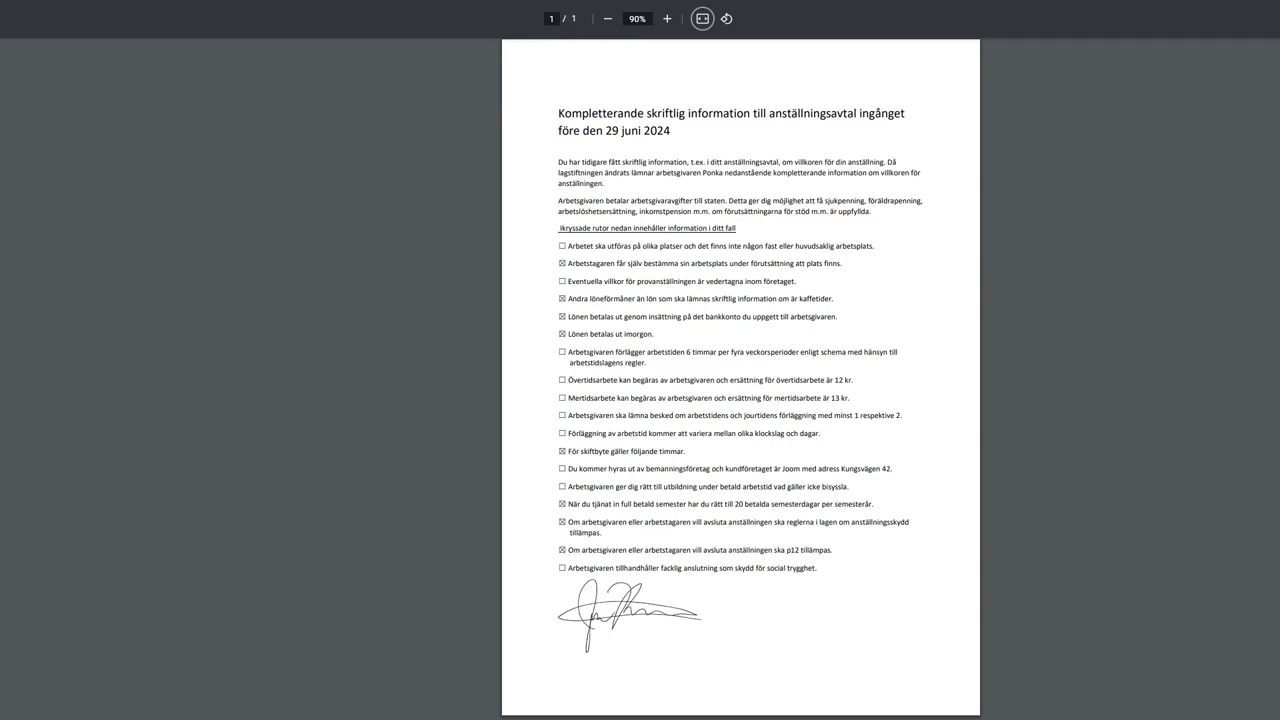 1 / 1
90%
Kompletterande skriftlig information till anställningsavtal ingånget
före den 29 juni 2024
Du har tidigare fått skriftlig information, t.ex. i ditt anställningsavtal, om villkoren för din anställning. Då
lagstiftningen ändrats lämnar arbetsgivaren Ponka nedanstående kompletterande information om villkoren för
anställningen.
Arbetsgivaren betalar arbetsgivaravgifter till staten. Detta ger dig möjlighet att få sjukpenning, föräldrapenning,
arbetslöshetsersättning, inkomstpension m.m. om förutsättningarna för stöd m.m. är uppfyllda.
Ikryssade rutor nedan innehåller information i ditt fall
☐ Arbetet ska utföras på olika platser och det finns inte någon fast eller huvudsaklig arbetsplats.
☒ Arbetstagaren får själv bestämma sin arbetsplats under förutsättning att plats finns.
☐ Eventuella villkor för provanställningen är vedertagna inom företaget.
☒ Andra löneförmåner än lön som ska lämnas skriftlig information om är kaffetider.
☒ Lönen betalas ut genom insättning på det bankkonto du uppgett till arbetsgivaren.
☒ Lönen betalas ut imorgon.
☐ Arbetsgivaren förlägger arbetstiden 6 timmar per fyra veckorsperioder enligt schema med hänsyn till
arbetstidslagens regler.
☐ Övertidsarbete kan begäras av arbetsgivaren och ersättning för övertidsarbete är 12 kr.
☐ Mertidsarbete kan begäras av arbetsgivaren och ersättning för mertidsarbete är 13 kr.
☐ Arbetsgivaren ska lämna besked om arbetstidens och jourtidens förläggning med minst 1 respektive 2.
☐ Förläggning av arbetstid kommer att variera mellan olika klockslag och dagar.
☒ För skiftbyte gäller följande timmar.
☐ Du kommer hyras ut av bemanningsföretag och kundföretaget är Joom med adress Kungsvägen 42.
☐ Arbetsgivaren ger dig rätt till utbildning under betald arbetstid vad gäller icke bisyssla.
☒ När du tjänat in full betald semester har du rätt till 20 betalda semesterdagar per semesterår.
☒ Om arbetsgivaren eller arbetstagaren vill avsluta anställningen ska reglerna i lagen om anställningsskydd
tillämpas.
☒ Om arbetsgivaren eller arbetstagaren vill avsluta anställningen ska p12 tillämpas.
☐ Arbetsgivaren tillhandhåller facklig anslutning som skydd för social trygghet.